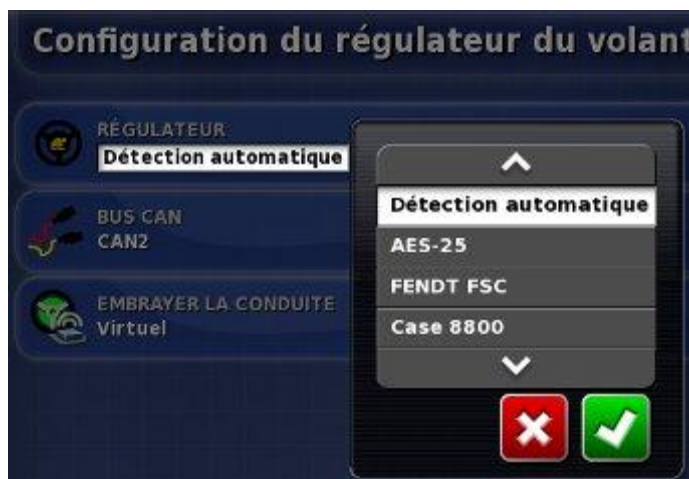 Configuration du régulateur du volant
RÉGULATEUR
Détection automatique
BUS CAN
CAN2
EMBRAYER LA CONDUITE
Virtuel
Détection automatique
AES-25
FENDT FSC
Case 8800